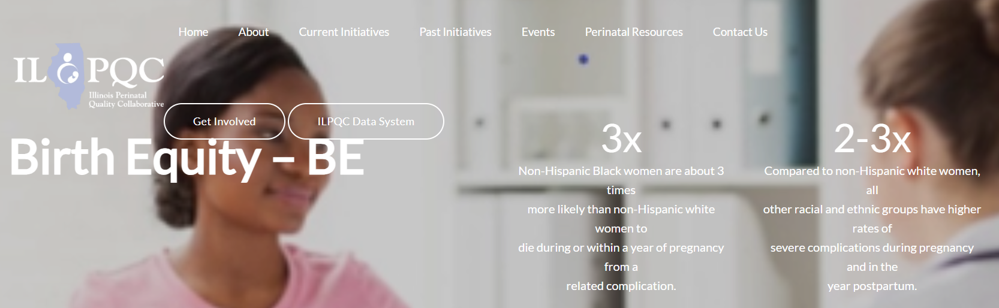 Home
About
Current Initiatives
Past Initiatives
Events
Perinatal Resources
Contact Us
IL PQC
Illinois Perinatal
Quality Collaborative
Get Involved
ILPQC Data System
Birth Equity – BE
3x
Non-Hispanic Black women are about 3
times
more likely than non-Hispanic white
women to
die during or within a year of pregnancy
from a
related complication.
2-3x
Compared to non-Hispanic white women,
all
other racial and ethnic groups have higher
rates of
severe complications during pregnancy
and in the
year postpartum.